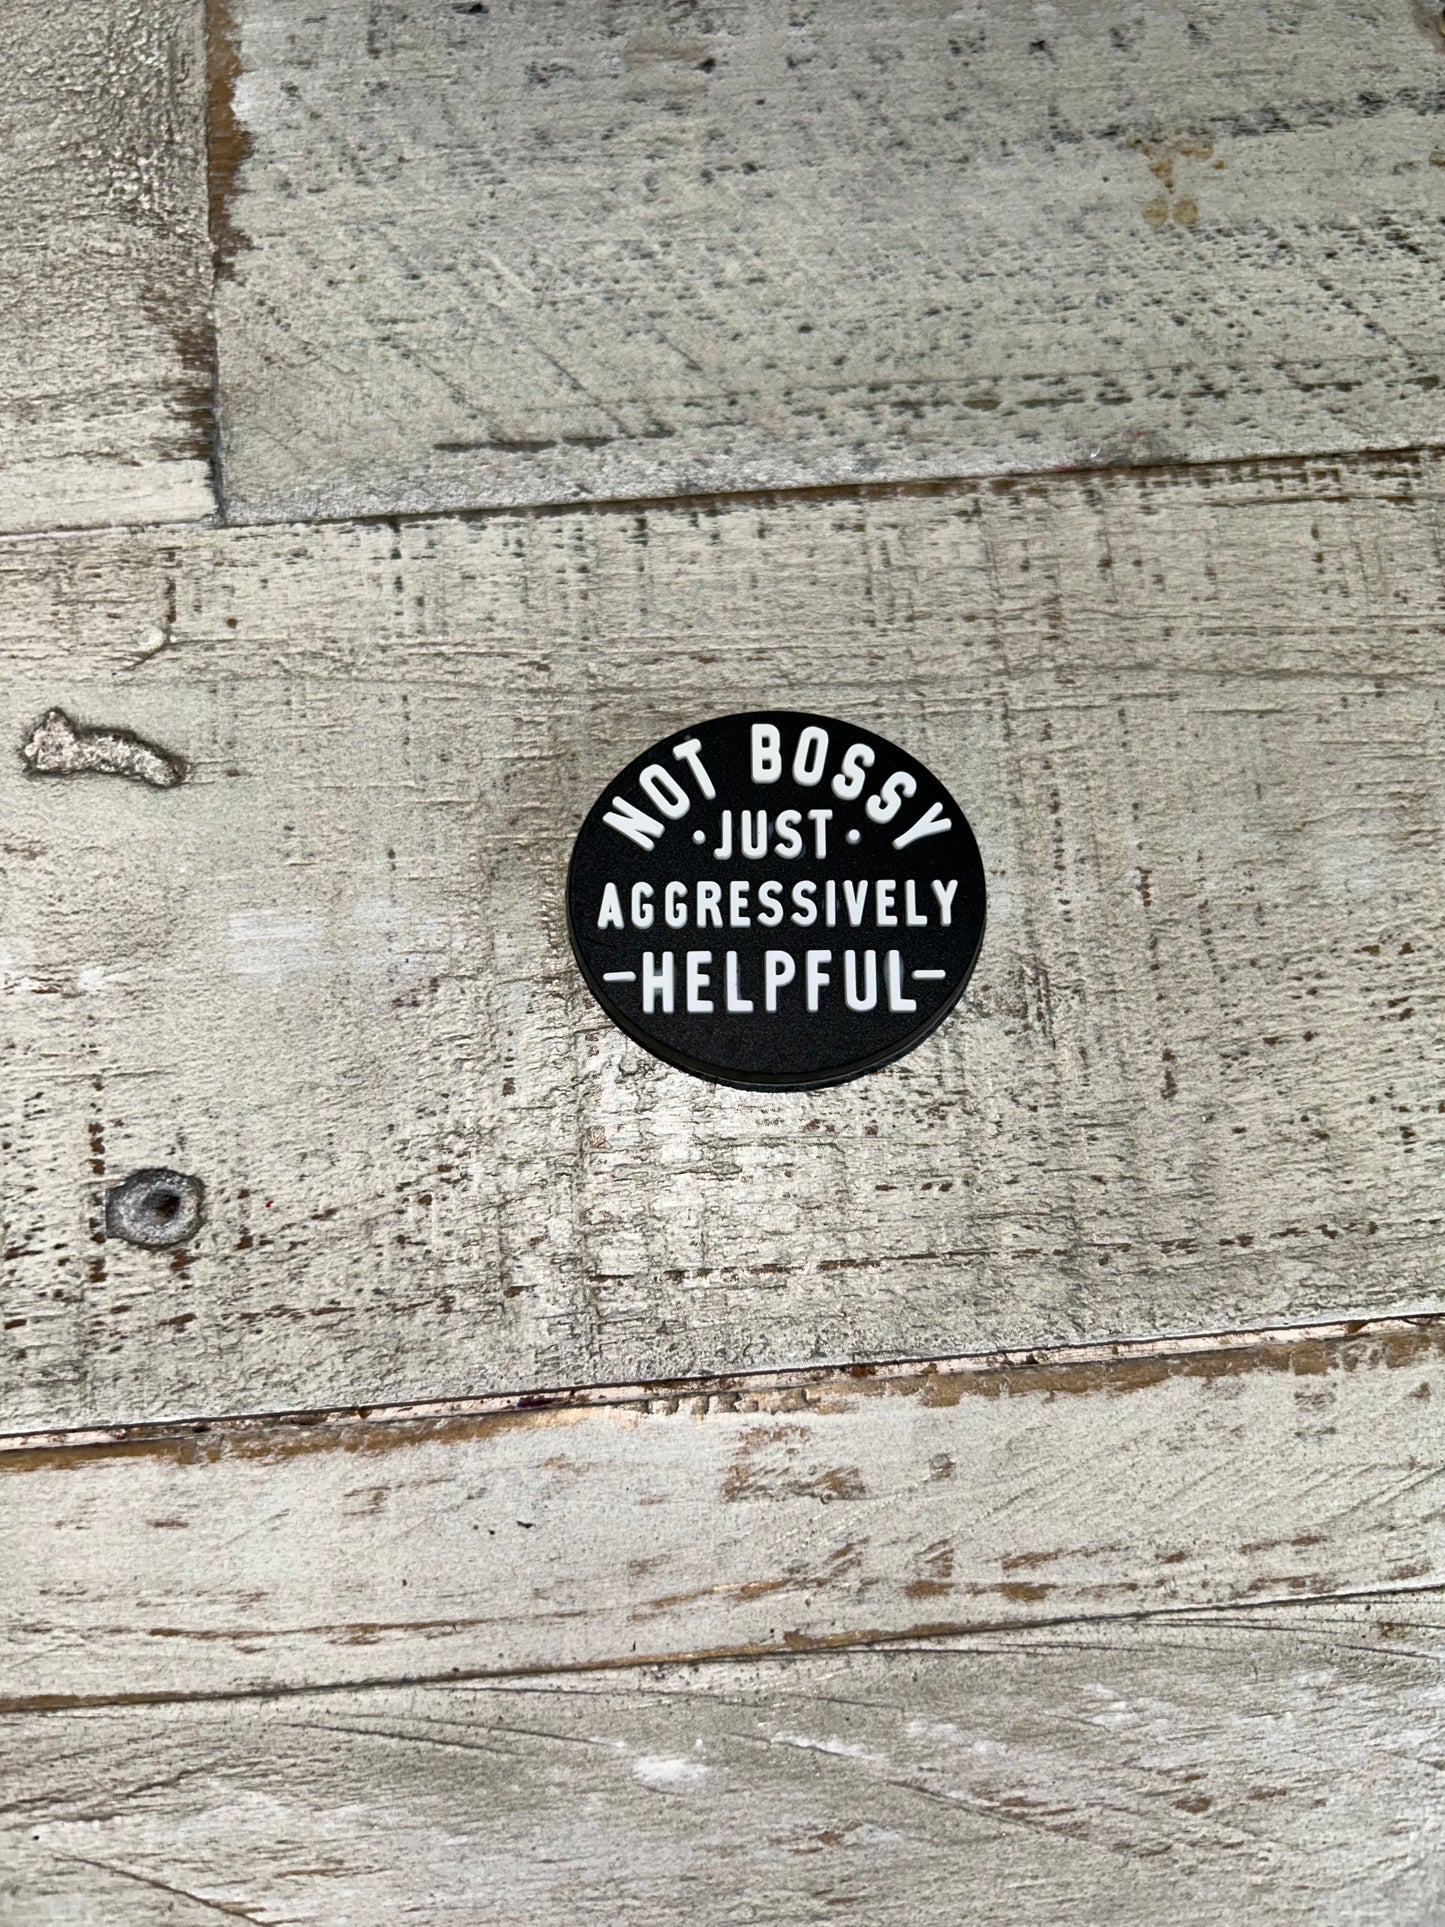 NOT BOSSY
·JUST·
AGGRESSIVELY
-HELPFUL-